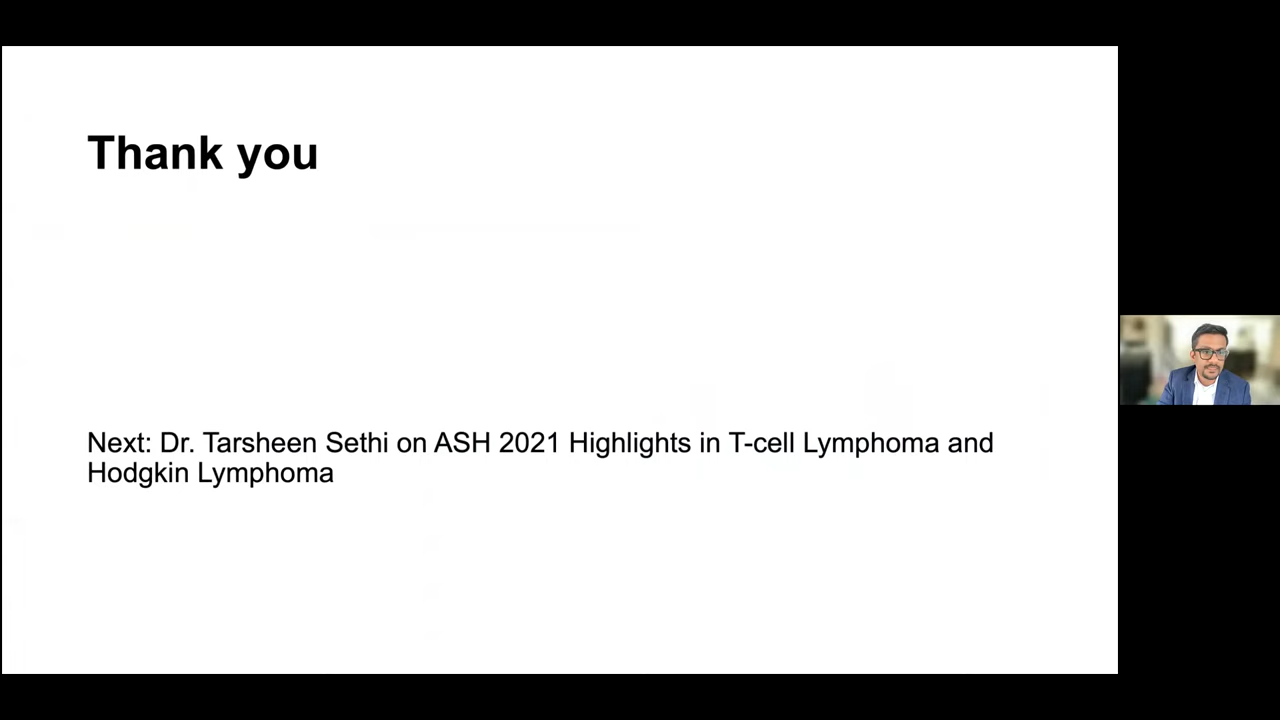 Thank you
Next: Dr. Tarsheen Sethi on ASH 2021 Highlights in T-cell Lymphoma and
Hodgkin Lymphoma